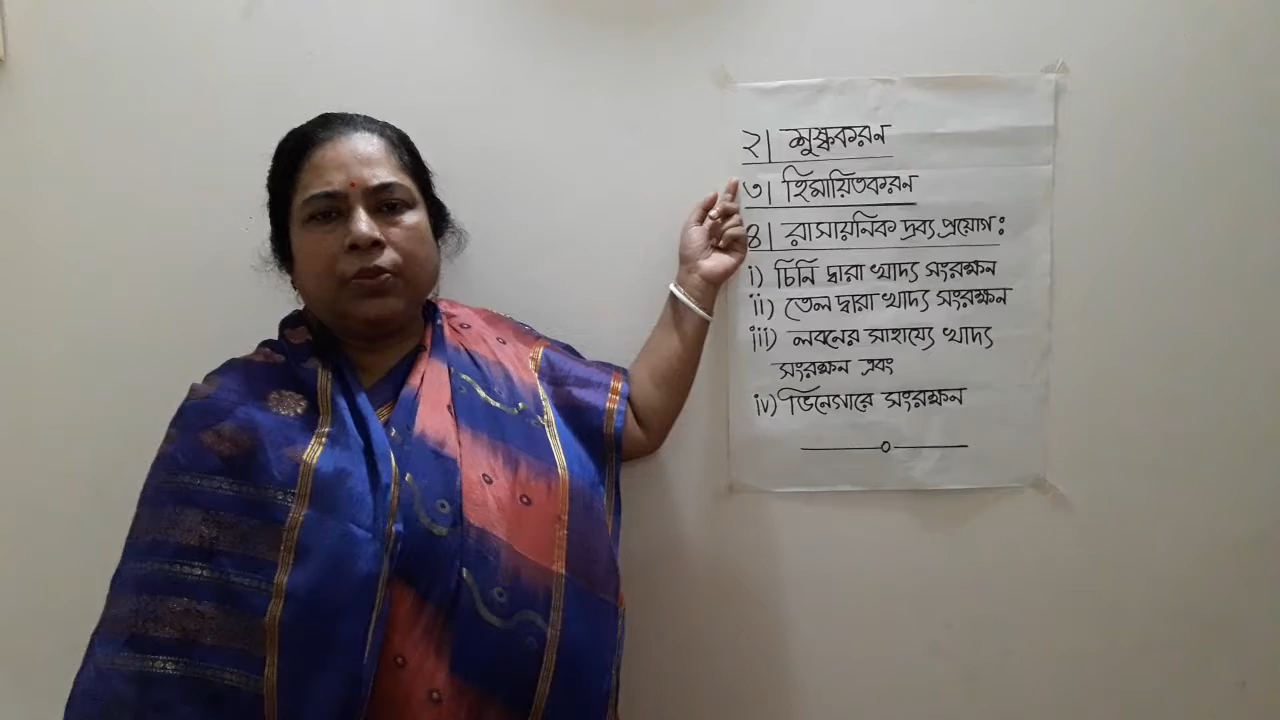 ২। শুষ্ককরন
৩। হিমায়িতকরন
৪। রাসায়নিক দ্রব্য প্রয়োগঃ
i) চিনি দ্বারা খাদ্য সংরক্ষন
ii) তেল দ্বারা খাদ্য সংরক্ষন
iii) লবনের সাহায্যে খাদ্য
সংরক্ষন এবং
iv) ভিনেগারে সংরক্ষন